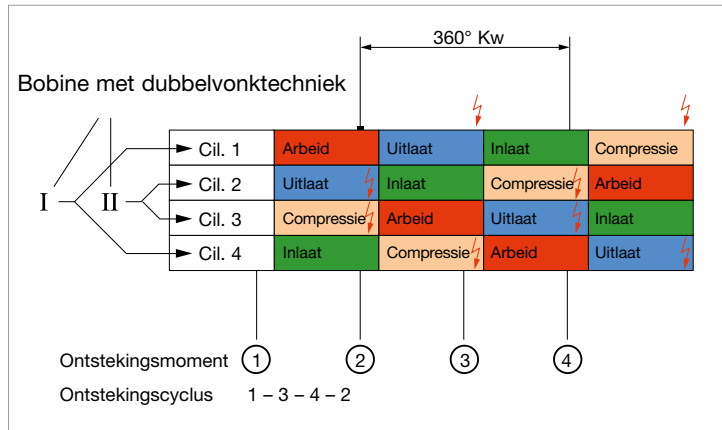 360° Kw
Bobine met dubbelvonktechniek
Cil. 1 Arbeid Uitlaat Inlaat Compressie
Cil. 2 Uitlaat Inlaat Compressie Arbeid
I II
Cil. 3 Compressie Arbeid Uitlaat Inlaat
Cil. 4 Inlaat Compressie Arbeid Uitlaat
Ontstekingsmoment 1 2 3 4
Ontstekingscyclus 1 – 3 – 4 – 2